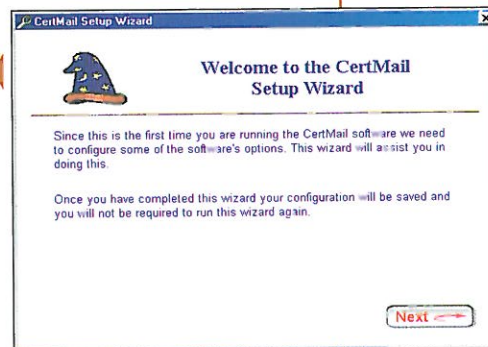 CertMail Setup Wizard
Welcome to the CertMail
Setup Wizard
Since this is the first time you are running the CertMail software we need
to configure some of the software's options. This wizard will assist you in
doing this.
Once you have completed this wizard your configuration will be saved and
you will not be required to run this wizard again.
Next